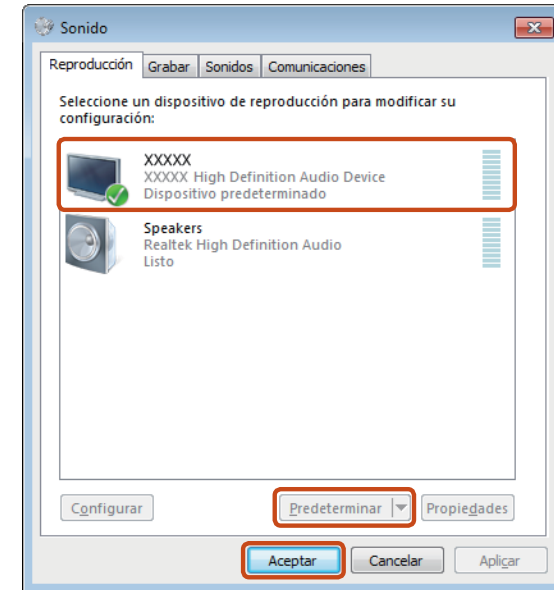 Sonido
Reproducción Grabar Sonidos Comunicaciones
Seleccione un dispositivo de reproducción para modificar su
configuración:
XXXXX
XXXXX High Definition Audio Device
Dispositivo predeterminado
Speakers
Realtek High Definition Audio
Listo
Configurar Predeterminar Propiedades
Aceptar Cancelar Aplicar